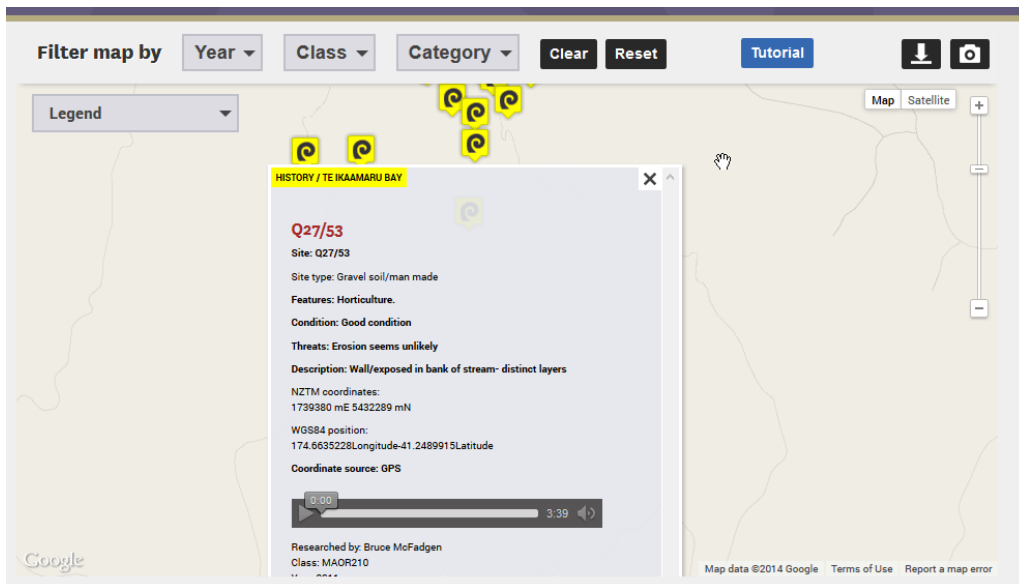 Filter map by Year Class Category Clear Reset Tutorial
Legend
Map Satellite
HISTORY / TE IKAAMARU BAY
Q27/53
Site: Q27/53
Site type: Gravel soil/man made
Features: Horticulture.
Condition: Good condition
Threats: Erosion seems unlikely
Description: Wall/exposed in bank of stream- distinct layers
NZTM coordinates:
1739380 mE 5432289 mN
WGS84 position:
174.6635228Longitude-41.2489915Latitude
Coordinate source: GPS
0:00
3:39
Researched by: Bruce McFadgen
Class: MAOR210
Google
Map data ©2014 Google Terms of Use Report a map error